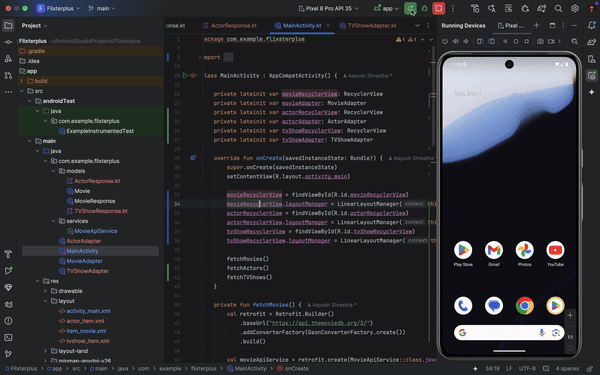 Flixterplus
main
Pixel 8 Pro API 35
app
Project
ponse.kt
ActorResponse.kt
MainActivity.kt
TVShowAdapter.kt
Running Devices
Pixel
Flixterplus ~/AndroidStudioProjects/Flixterplus
.gradle
.idea
app
build
src
androidTest
java
com.example.flixterplus
ExampleInstrumentedTest
main
java
com.example.flixterplus
models
ActorResponse.kt
Movie
MovieResponse
TVShowResponse.kt
services
MovieApiService
ActorAdapter
MainActivity
MovieAdapter
TVShowAdapter
res
drawable
layout
activity_main.xml
actor_item.xml
item_movie.xml
tvshow_item.xml
mipmap-anydpi-v26
package com.example.flixterplus
import ...
class MainActivity : AppCompatActivity() { Aayush Shrestha
private lateinit var movieRecyclerView: RecyclerView
private lateinit var movieAdapter: MovieAdapter
private lateinit var actorRecyclerView: RecyclerView
private lateinit var actorAdapter: ActorAdapter
private lateinit var tvShowRecyclerView: RecyclerView
private lateinit var tvShowAdapter: TVShowAdapter
override fun onCreate(savedInstanceState: Bundle?) { Aayush Shrestha
super.onCreate(savedInstanceState)
setContentView(R.layout.activity_main)
movieRecyclerView = findViewById(R.id.movieRecyclerView)
movieRecyclerView.layoutManager = LinearLayoutManager( context: thi
actorRecyclerView = findViewById(R.id.actorRecyclerView)
actorRecyclerView.layoutManager = LinearLayoutManager( context: thi
tvShowRecyclerView = findViewById(R.id.tvShowRecyclerView)
tvShowRecyclerView.layoutManager = LinearLayoutManager( context: th
fetchMovies()
fetchActors()
fetchTVShows()
}
private fun fetchMovies() { Aayush Shrestha
val retrofit = Retrofit.Builder()
.baseUrl("https://api.themoviedb.org/3/")
.addConverterFactory(GsonConverterFactory.create())
.build()
val movieApiService = retrofit.create(MovieApiService::class.java
Play Store
Gmail
Photos
YouTube
Flixterplus > app > src > main > java > com > example > flixterplus > MainActivity > onCreate
34:19 LF UTF-8 4 spaces